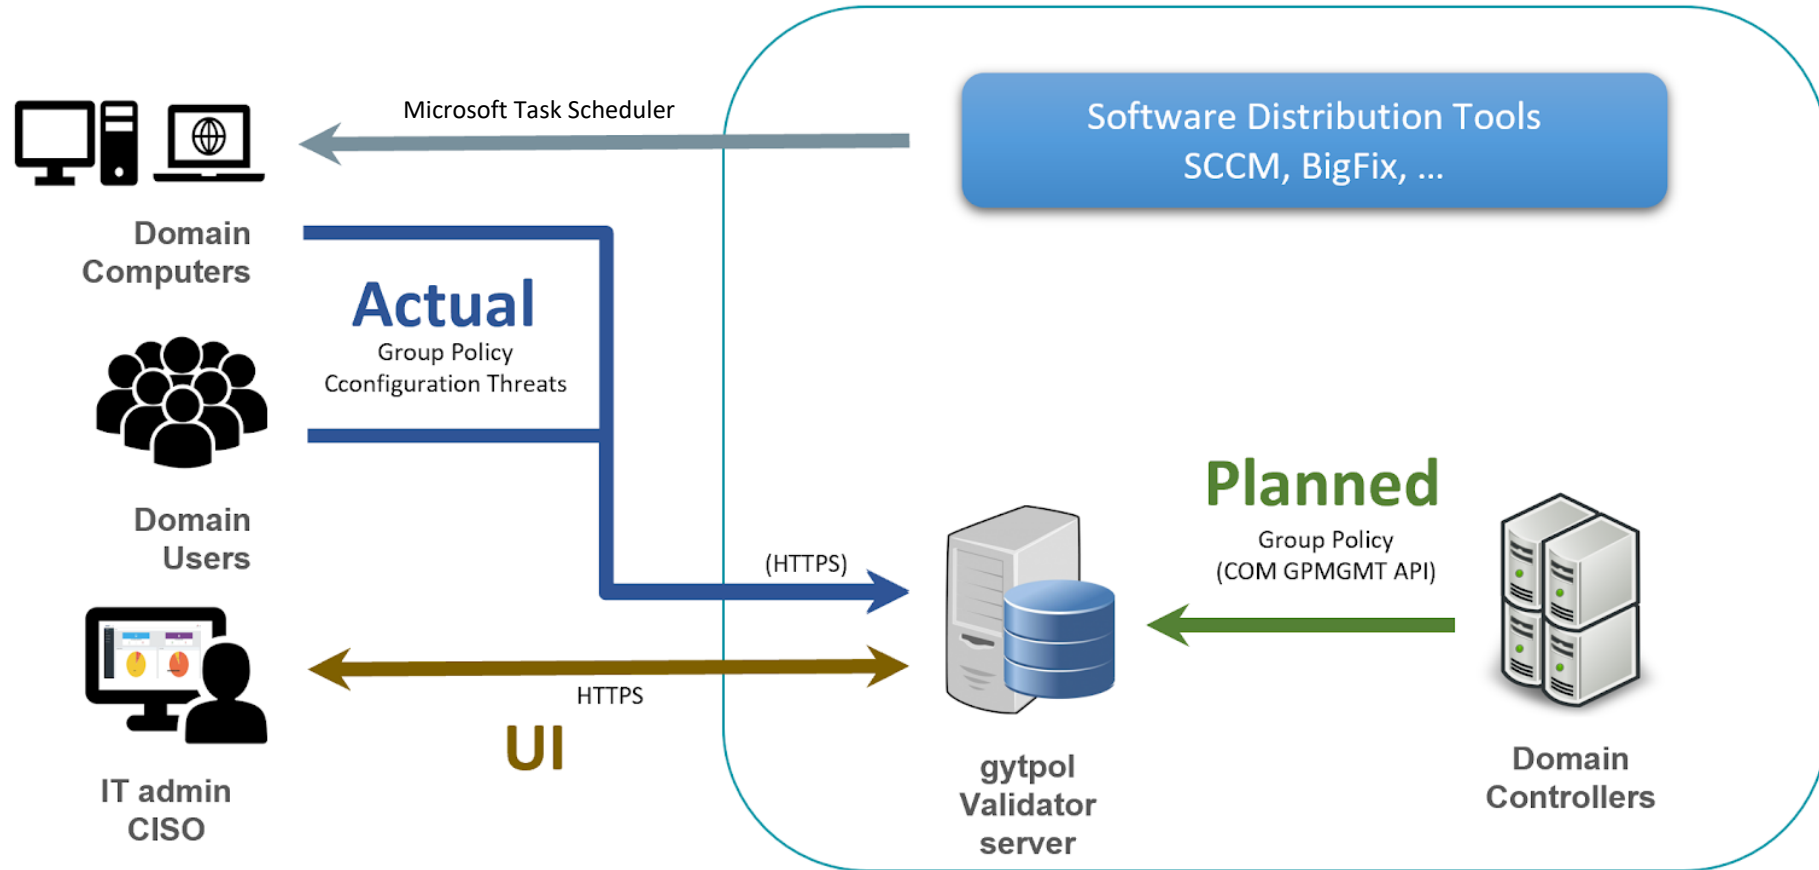 Microsoft Task Scheduler
Software Distribution Tools
SCCM, BigFix, ...
Domain
Computers
Actual
Group Policy
Cconfiguration Threats
Domain
Users
(HTTPS)
Planned
Group Policy
(COM GPMGMT API)
HTTPS
UI
IT admin
CISO
gytpol
Validator
server
Domain
Controllers